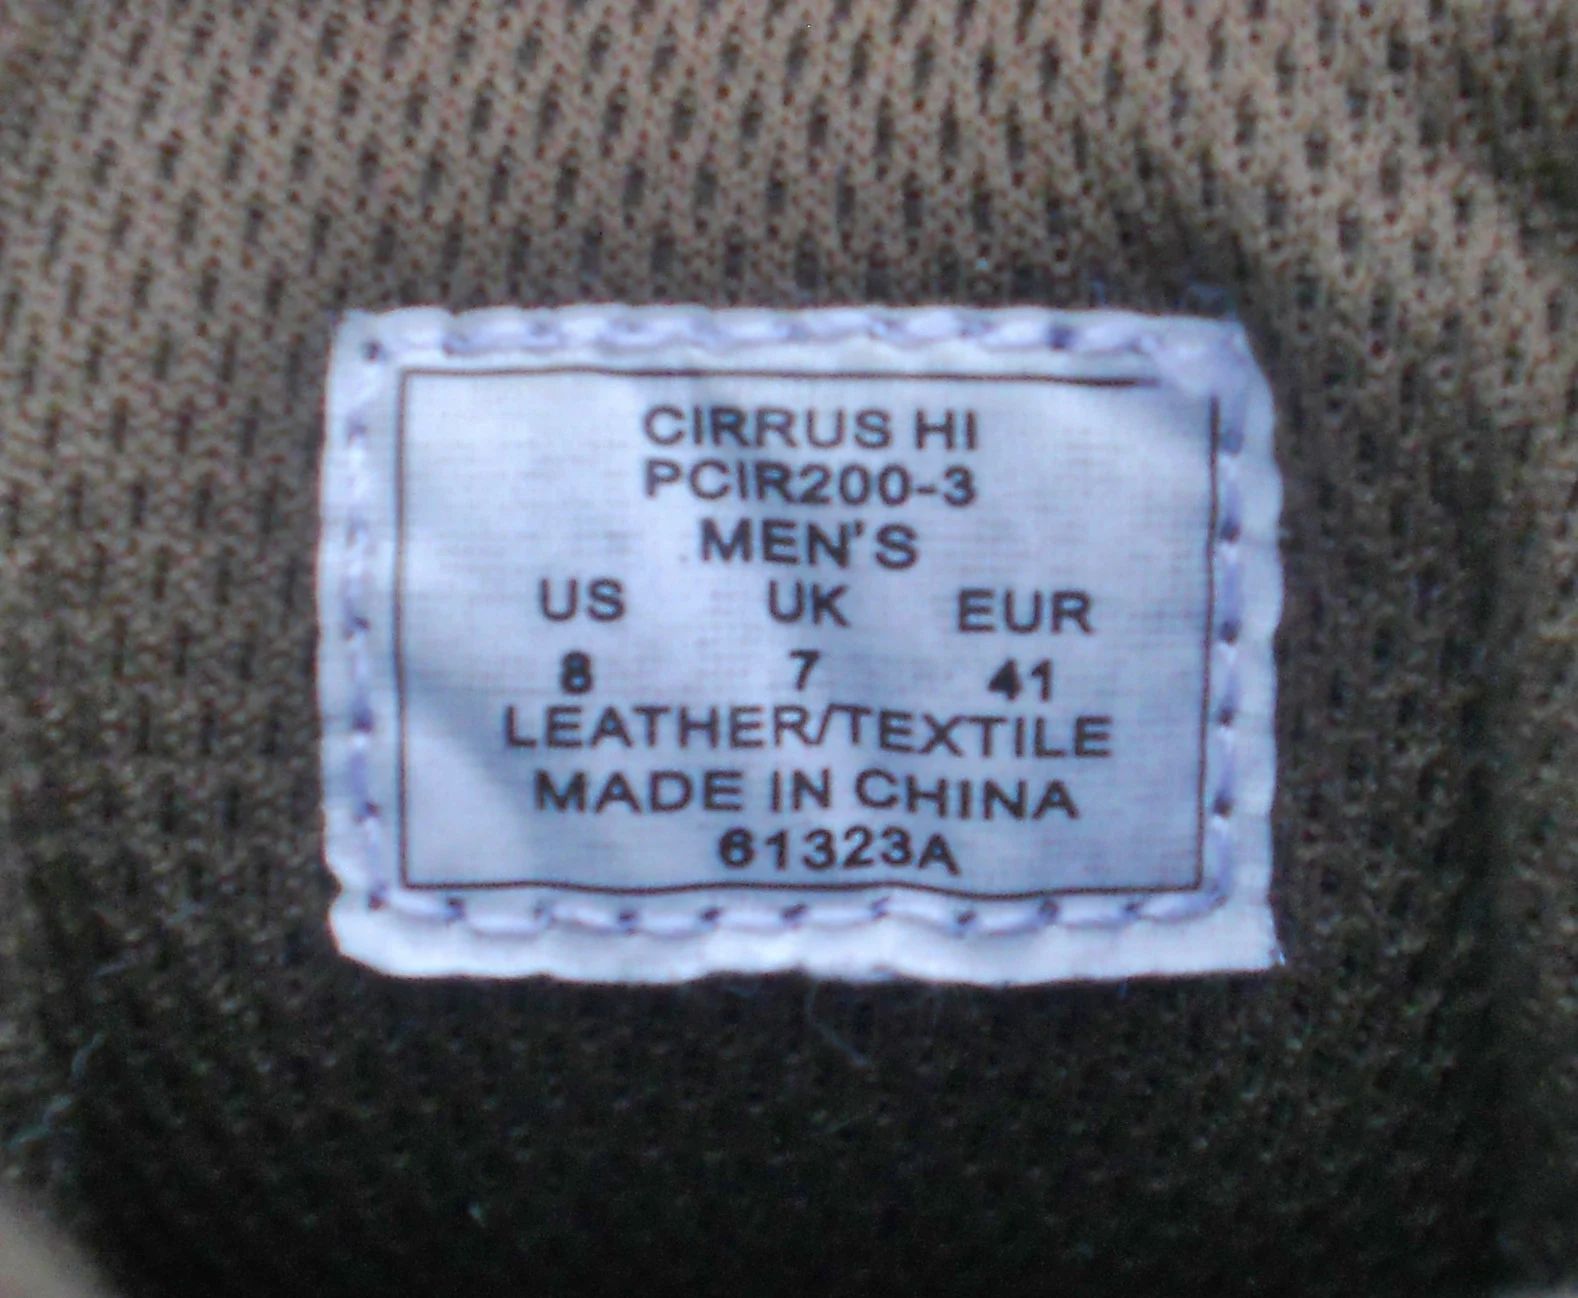 CIRRUS HI
PCIR200-3
MEN'S
US UK EUR
8 7 41
LEATHER/TEXTILE
MADE IN CHINA
61323A